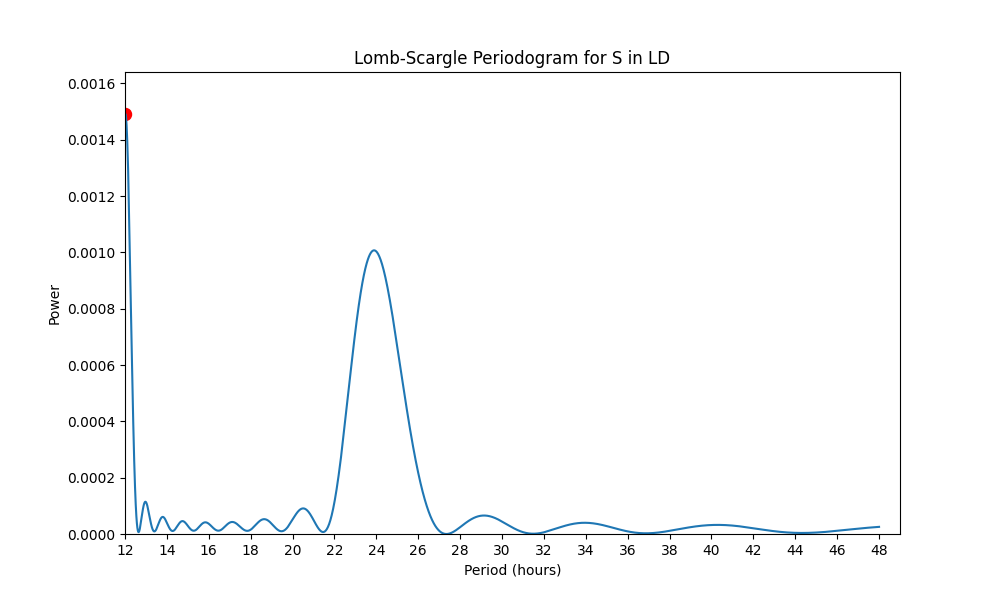 Lomb-Scargle Periodogram for S in LD
0.0016
0.0014
0.0012
0.0010
0.0008
0.0006
0.0004
0.0002
0.0000
Power
12 14 16 18 20 22 24 26 28 30 32 34 36 38 40 42 44 46 48
Period (hours)